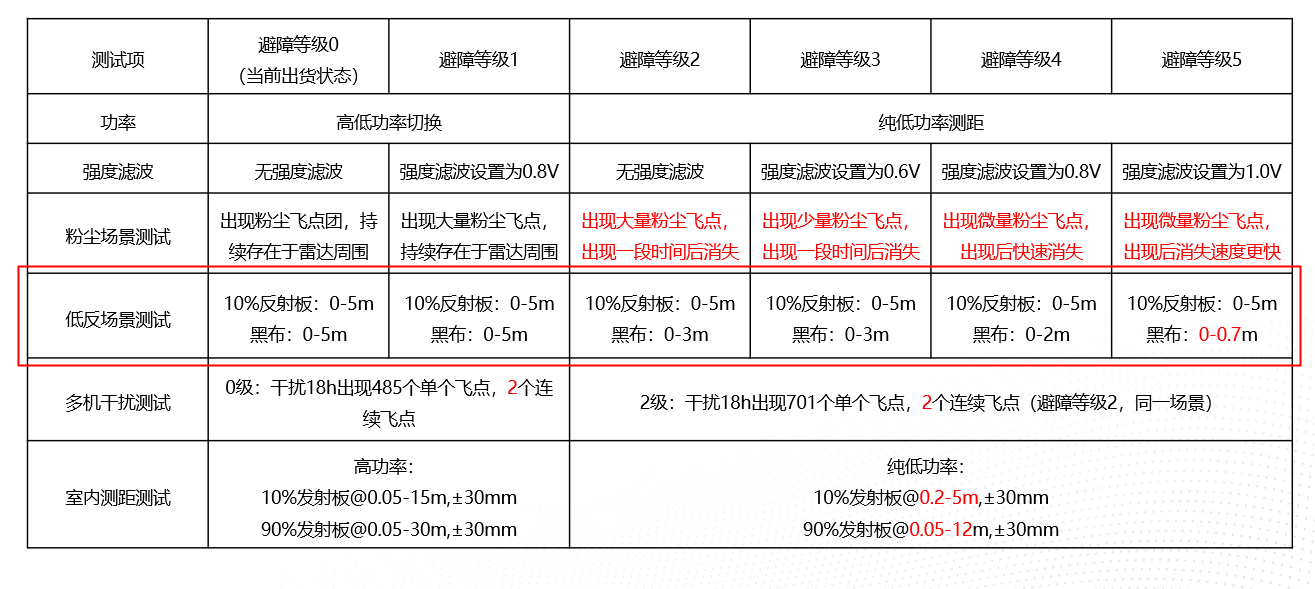 测试项
避障等级0
（当前出货状态）
避障等级1
避障等级2
避障等级3
避障等级4
避障等级5
功率
高低功率切换
纯低功率测距
强度滤波
无强度滤波
强度滤波设置为0.8V
无强度滤波
强度滤波设置为0.6V
强度滤波设置为0.8V
强度滤波设置为1.0V
粉尘场景测试
出现粉尘飞点团，持
续存在于雷达周围
出现大量粉尘飞点，
持续存在于雷达周围
出现大量粉尘飞点，
出现一段时间后消失
出现少量粉尘飞点，
出现一段时间后消失
出现微量粉尘飞点，
出现后快速消失
出现微量粉尘飞点，
出现后消失速度更快
低反场景测试
10%反射板：0-5m
黑布：0-5m
10%反射板：0-5m
黑布：0-5m
10%反射板：0-5m
黑布：0-3m
10%反射板：0-5m
黑布：0-3m
10%反射板：0-5m
黑布：0-2m
10%反射板：0-5m
黑布：0-0.7m
多机干扰测试
0级：干扰18h出现485个单个飞点，2个连
续飞点
2级：干扰18h出现701个单个飞点，2个连续飞点（避障等级2，同一场景）
室内测距测试
高功率：
10%发射板@0.05-15m,±30mm
90%发射板@0.05-30m,±30mm
纯低功率：
10%发射板@0.2-5m,±30mm
90%发射板@0.05-12m,±30mm